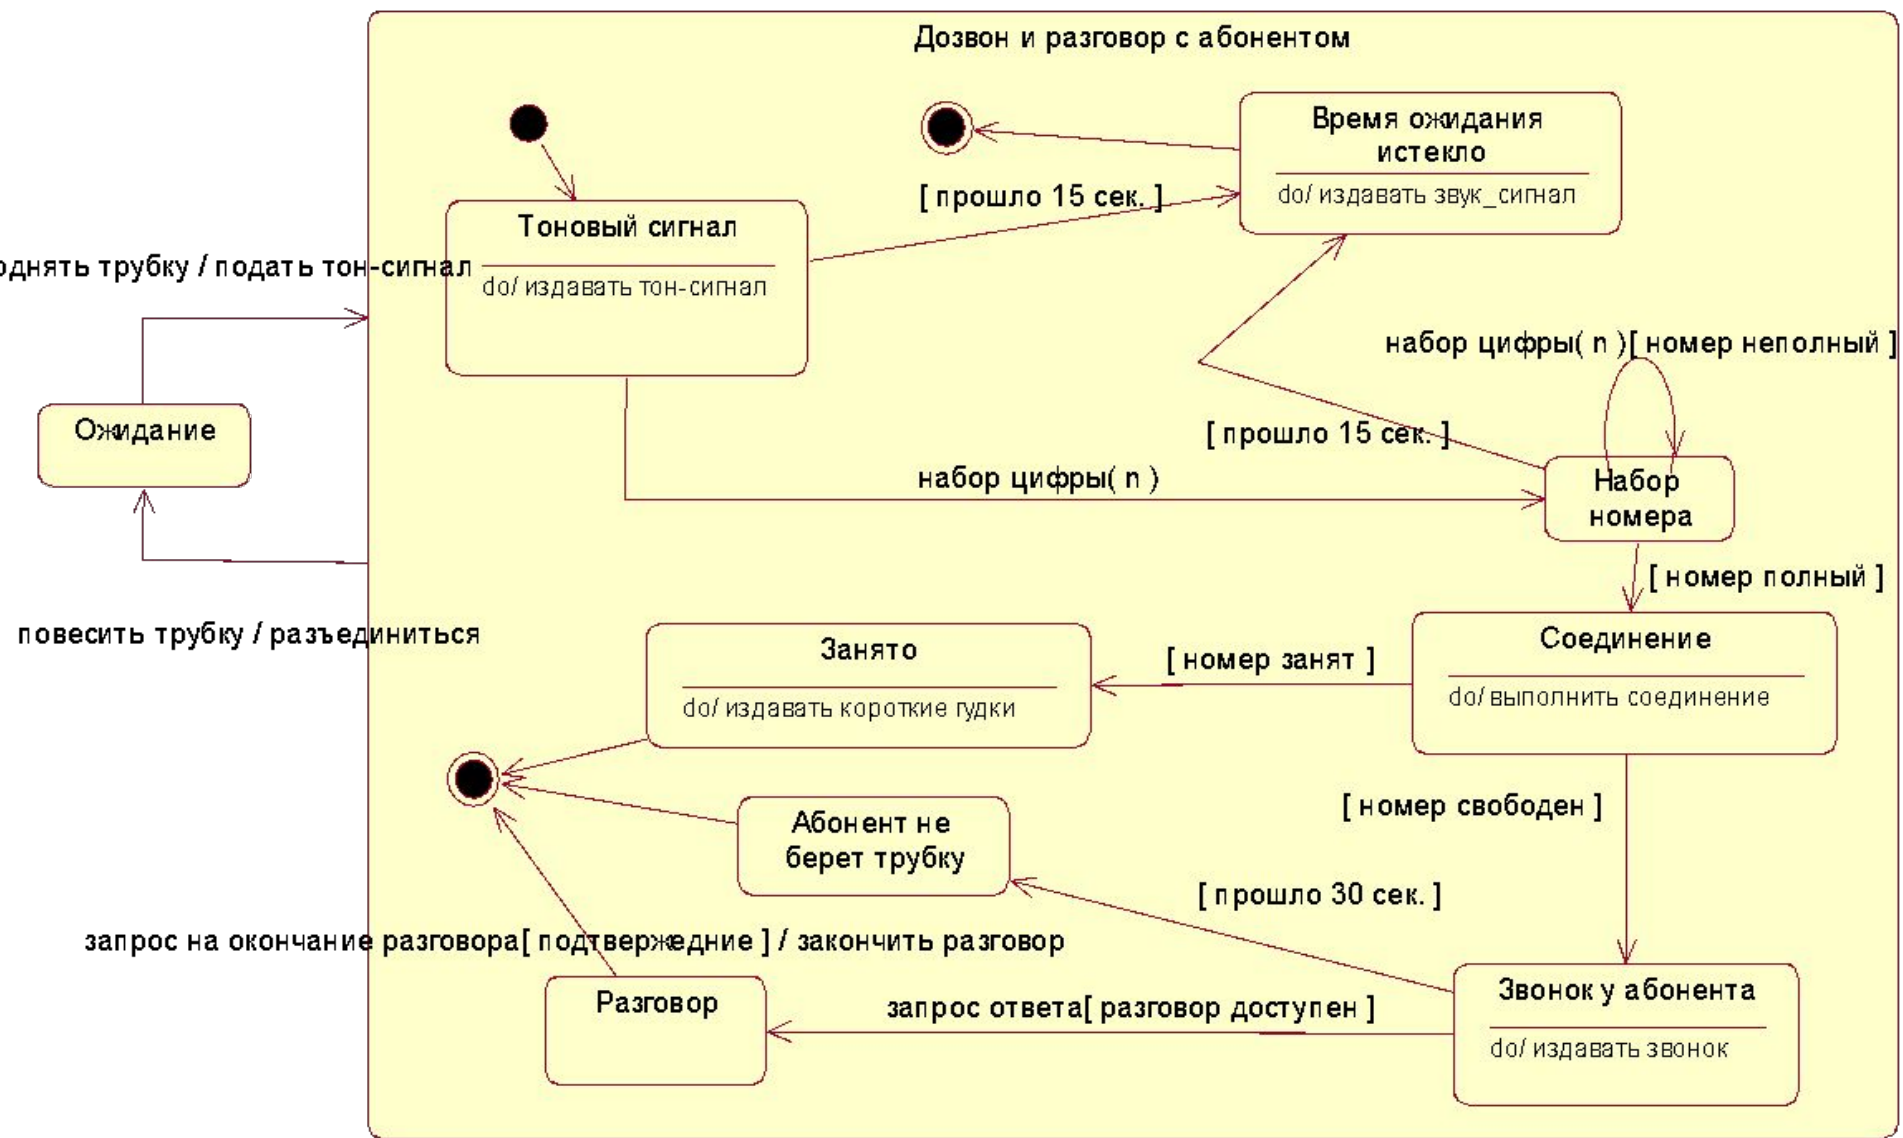 Дозвон и разговор с абонентом
Время ожидания
истекло
do/ издавать звук_сигнал
[ прошло 15 сек. ]
Тоновый сигнал
do/ издавать тон-сигнал
трубку / подать тон-сигнал
набор цифры( n )[ номер неполный ]
Ожидание
[ прошло 15 сек. ]
набор цифры( n )
Набор
номера
[ номер полный ]
повесить трубку / разъединиться
Занято
do/ издавать короткие гудки
[ номер занят ]
Соединение
do/ выполнить соединение
[ номер свободен ]
Абонент не
берет трубку
[ прошло 30 сек. ]
запрос на окончание разговора[ подтвержедние ] / закончить разговор
Разговор
запрос ответа[ разговор доступен ]
Звонок у абонента
do/ издавать звонок